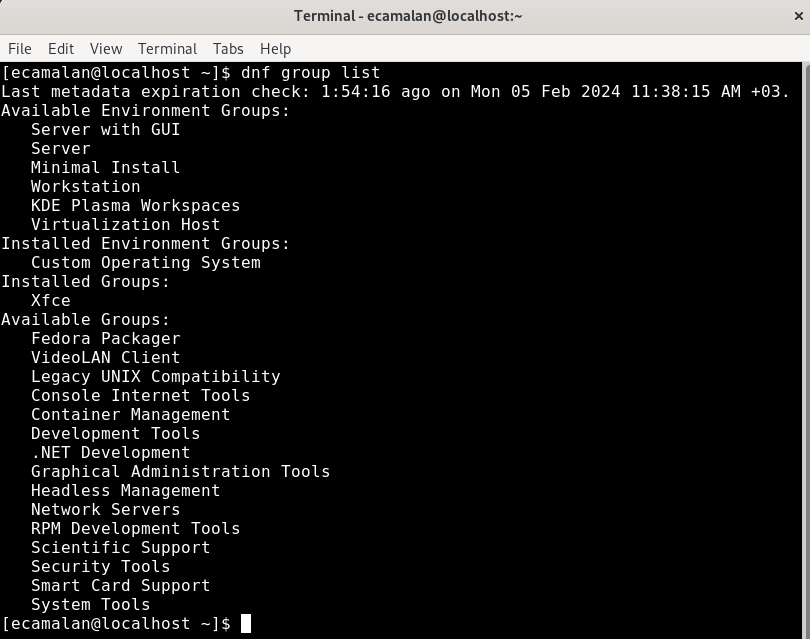 Terminal - ecamalan@localhost:~
File Edit View Terminal Tabs Help
[ecamalan@localhost ~]$ dnf group list
Last metadata expiration check: 1:54:16 ago on Mon 05 Feb 2024 11:38:15 AM +03.
Available Environment Groups:
   Server with GUI
   Server
   Minimal Install
   Workstation
   KDE Plasma Workspaces
   Virtualization Host
Installed Environment Groups:
   Custom Operating System
Installed Groups:
   Xfce
Available Groups:
   Fedora Packager
   VideoLAN Client
   Legacy UNIX Compatibility
   Console Internet Tools
   Container Management
   Development Tools
   .NET Development
   Graphical Administration Tools
   Headless Management
   Network Servers
   RPM Development Tools
   Scientific Support
   Security Tools
   Smart Card Support
   System Tools
[ecamalan@localhost ~]$